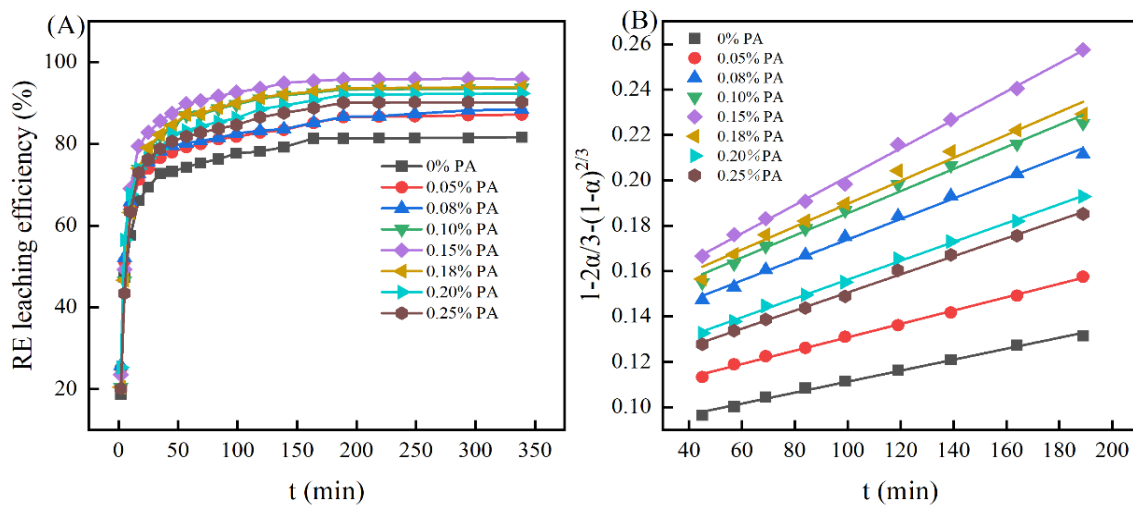 (A)
RE leaching efficiency (%)
100
80
60
40
20
0% PA
0.05% PA
0.08% PA
0.10% PA
0.15% PA
0.18% PA
0.20% PA
0.25% PA
0 50 100 150 200 250 300 350
t (min)
(B)
1-2α/3-(1-α)^2/3
0.26
0.24
0.22
0.20
0.18
0.16
0.14
0.12
0.10
0% PA
0.05% PA
0.08% PA
0.10% PA
0.15% PA
0.18% PA
0.20% PA
0.25% PA
40 60 80 100 120 140 160 180 200
t (min)